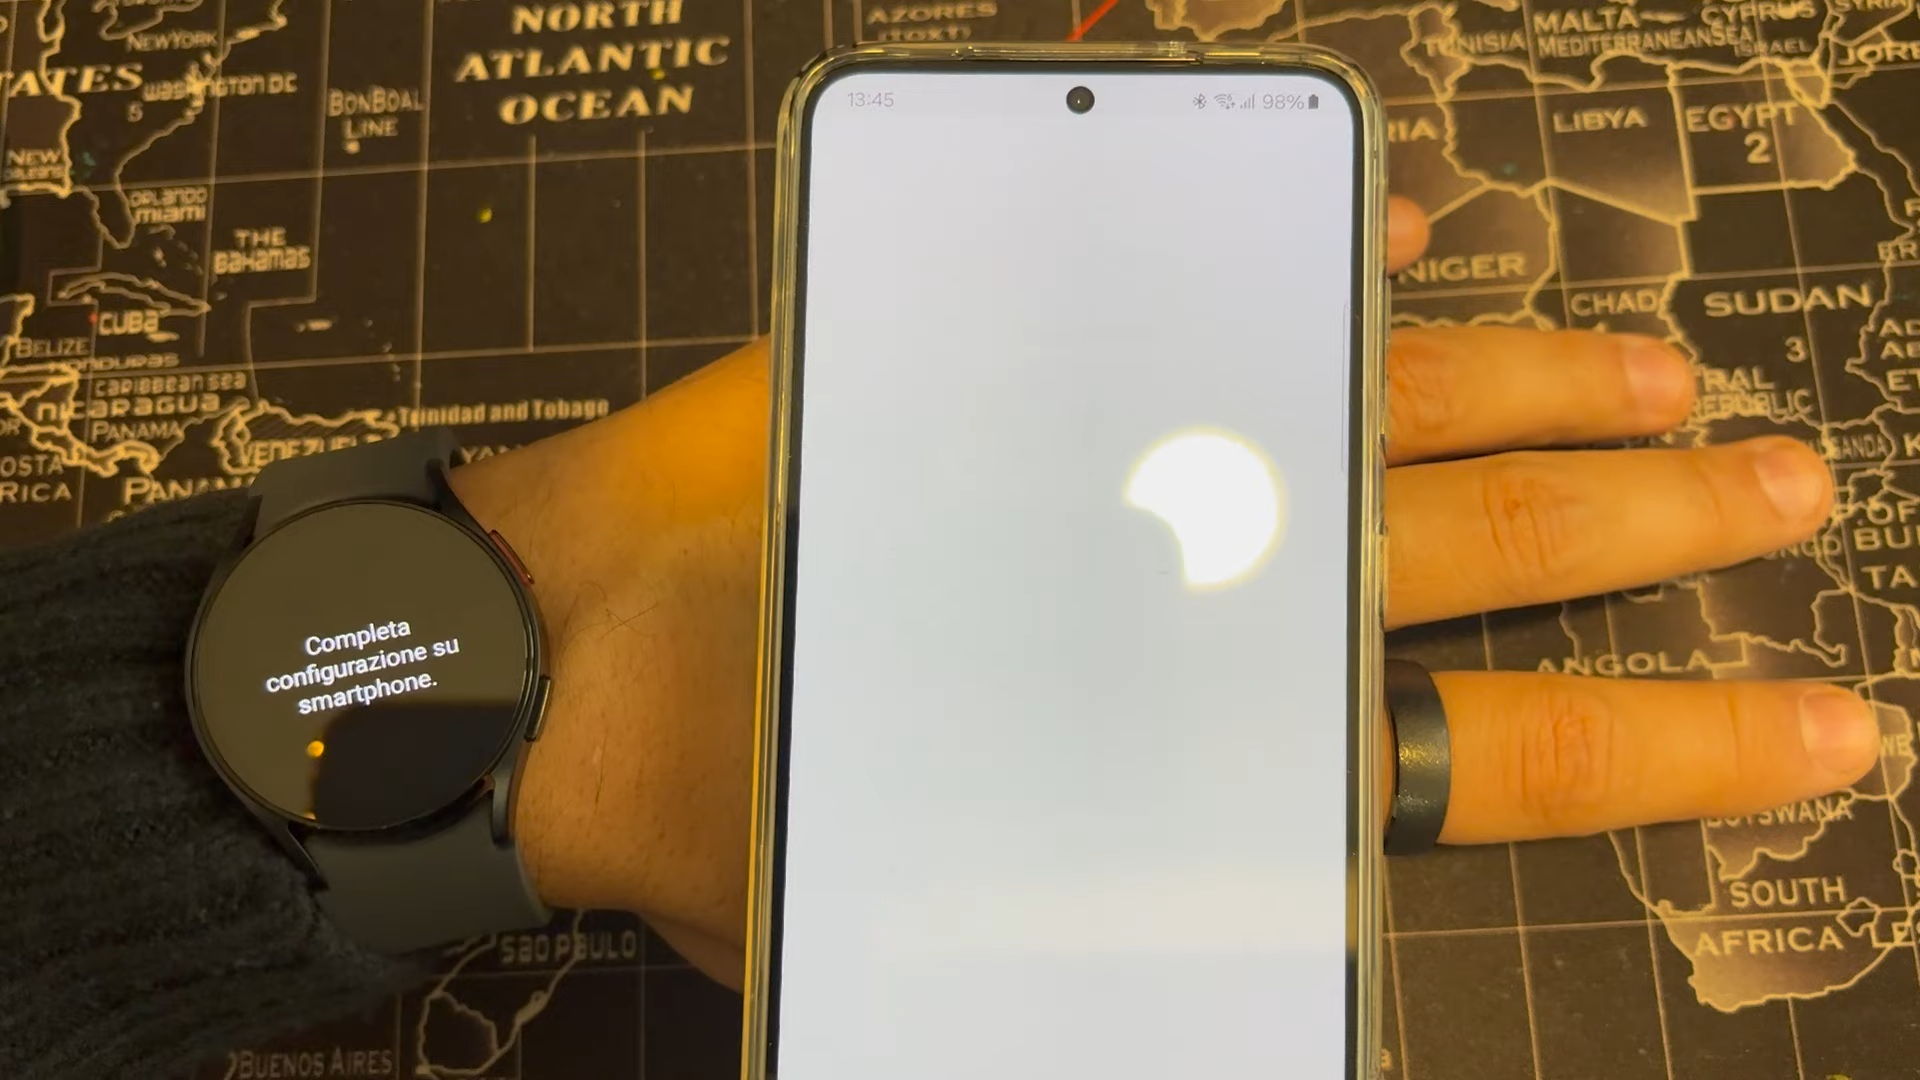 NORTH
ATLANTIC
OCEAN
AZORES
NEW YORK
WASHINGTON DC
5
BONBOAL
LINE
NEW
ORLANDO
MIAMI
THE
BAHAMAS
CUBA
BELIZE
CARIBBEAN SEA
NICARAGUA
PANAMA
Trinidad and Tobago
RICA
Completa
configurazione su
smartphone.
SAO PAULO
BUENOS AIRES
13:45
98%
MALTA
CYPRUS
TUNISIA
MEDITERRANEAN SEA
ISRAEL
LIBYA
EGYPT
2
NIGER
CHAD
SUDAN
3
ANGOLA
BOTSWANA
SOUTH
AFRICA